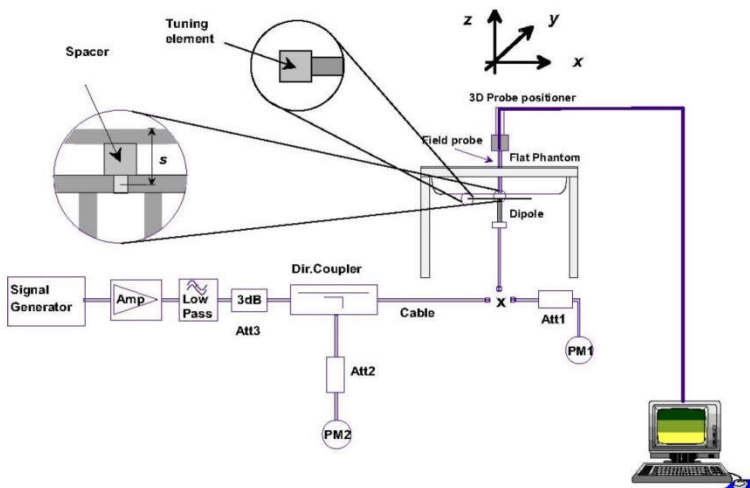 Tuning
element
Spacer
s
z
y
x
3D Probe positioner
Field probe
Flat Phantom
Dipole
Signal
Generator
Amp
Low
Pass
3dB
Att3
Dir.Coupler
Cable
x
Att1
PM1
Att2
PM2